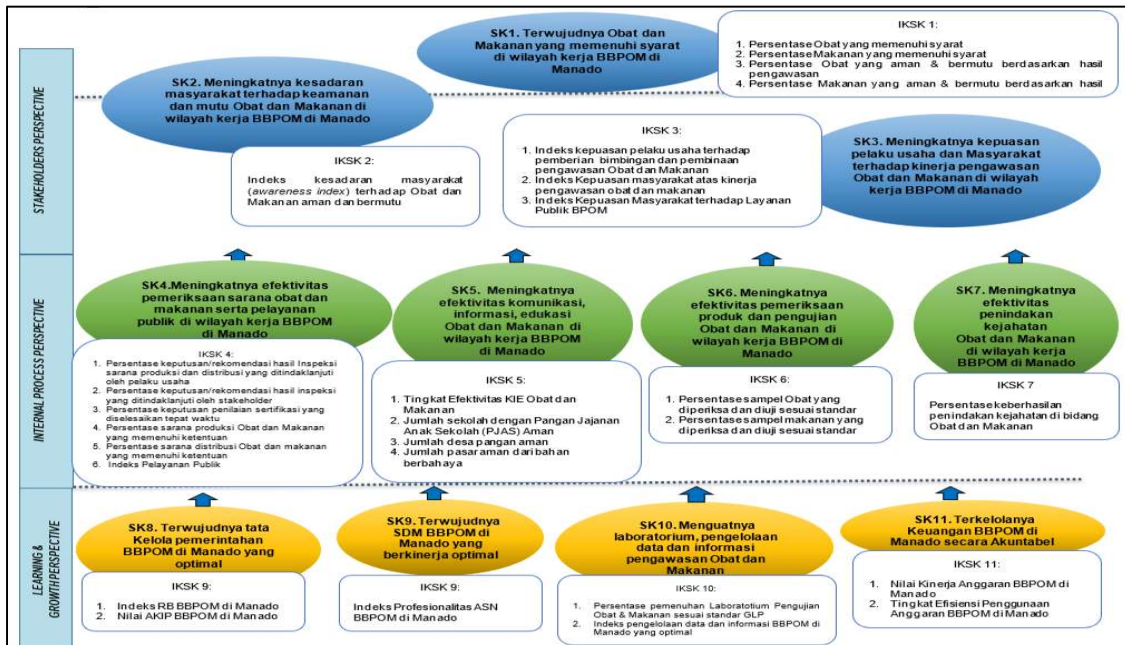 STAKEHOLDERS PERSPECTIVE
SK1. Terwujudnya Obat dan
Makanan yang memenuhi syarat
di wilayah kerja BBPOM di
Manado
IKSK 1:
1. Persentase Obat yang memenuhi syarat
2. Persentase Makanan yang memenuhi syarat
3. Persentase Obat yang aman & bermutu berdasarkan hasil
pengawasan
4. Persentase Makanan yang aman & bermutu berdasarkan hasil
SK2. Meningkatnya kesadaran
masyarakat terhadap keamanan
dan mutu Obat dan Makanan di
wilayah kerja BBPOM di Manado
IKSK 2:
Indeks kesadaran masyarakat
(awareness index) terhadap Obat dan
Makanan aman dan bermutu
IKSK 3:
1. Indeks kepuasan pelaku usaha terhadap
pemberian bimbingan dan pembinaan
pengawasan Obat dan Makanan
2. Indeks Kepuasan masyarakat atas kinerja
pengawasan obat dan makanan
3. Indeks Kepuasan Masyarakat terhadap Layanan
Publik BPOM
SK3. Meningkatnya kepuasan
pelaku usaha dan Masyarakat
terhadap kinerja pengawasan
Obat dan Makanan di wilayah
kerja BBPOM di Manado
INTERNAL PROCESS PERSPECTIVE
SK4.Meningkatnya efektivitas
pemeriksaan sarana obat dan
makanan serta pelayanan
publik di wilayah kerja BBPOM
di Manado
IKSK 4:
1. Persentase keputusan/rekomendasi hasil Inspeksi
sarana produksi dan distribusi yang ditindaklanjuti
oleh pelaku usaha
2. Persentase keputusan/rekomendasi hasil inspeksi
yang ditindaklanjuti oleh stakeholder
3. Persentase keputusan penilaian sertifikasi yang
diselesaikan tepat waktu
4. Persentase sarana produksi Obat dan Makanan
yang memenuhi ketentuan
5. Persentase sarana distribusi Obat dan makanan
yang memenuhi ketentuan
6. Indeks Pelayanan Publik
SK5. Meningkatnya
efektivitas komunikasi,
informasi, edukasi
Obat dan Makanan di
wilayah kerja BBPOM di
Manado
IKSK 5:
1. Tingkat Efektivitas KIE Obat dan
Makanan
2. Jumlah sekolah dengan Pangan Jajanan
Anak Sekolah (PJAS) Aman
3. Jumlah desa pangan aman
4. Jumlah pasar aman dari bahan
berbahaya
SK6. Meningkatnya
efektivitas pemeriksaan
produk dan pengujian
Obat dan Makanan di
wilayah kerja BBPOM di
Manado
IKSK 6:
1. Persentase sampel Obat yang
diperiksa dan diuji sesuai standar
2. Persentase sampel makanan yang
diperiksa dan diuji sesuai standar
SK7. Meningkatnya
efektivitas
penindakan
kejahatan
Obat dan Makanan
di wilayah kerja
BBPOM di Manado
IKSK 7
Persentase keberhasilan
penindakan kejahatan di bidang
Obat dan Makanan
LEARNING &
GROWTH PERSPECTIVE
SK8. Terwujudnya tata
Kelola pemerintahan
BBPOM di Manado yang
optimal
IKSK 9:
1. Indeks RB BBPOM di Manado
2. Nilai AKIP BBPOM di Manado
SK9. Terwujudnya
SDM BBPOM di
Manado yang
berkinerja optimal
IKSK 9:
Indeks Profesionalitas ASN
BBPOM di Manado
SK10. Menguatnya
laboratorium, pengelolaan
data dan informasi
pengawasan Obat dan
Makanan
IKSK 10:
1. Persentase pemenuhan Laboratotium Pengujian
Obat & Makanan sesuai standar GLP
2. Indeks pengelolaan data dan informasi BBPOM di
Manado yang optimal
SK11. Terkelolanya
Keuangan BBPOM di
Manado secara Akuntabel
IKSK 11:
1. Nilai Kinerja Anggaran BBPOM di
Manado
2. Tingkat Efisiensi Penggunaan
Anggaran BBPOM di Manado